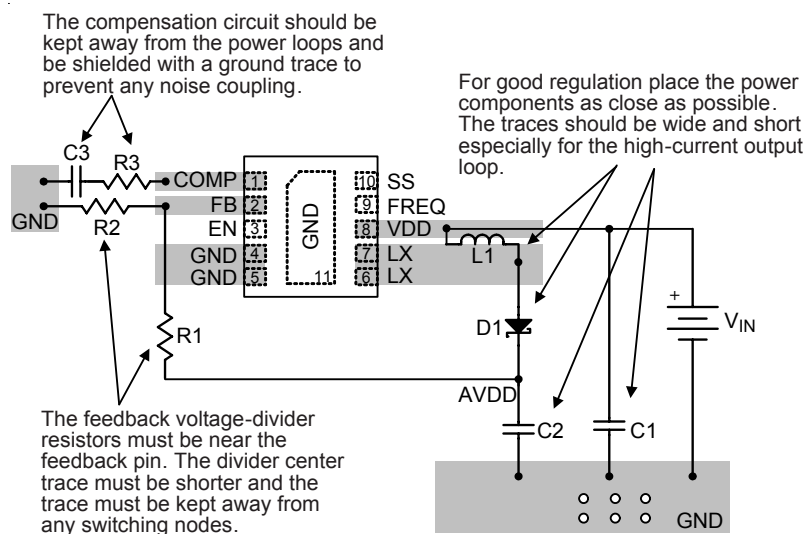 The compensation circuit should be
kept away from the power loops and
be shielded with a ground trace to
prevent any noise coupling.
For good regulation place the power
components as close as possible.
The traces should be wide and short
especially for the high-current output
loop.
C3
R3
GND
R2
COMP 1
FB 2
EN 3
GND 4
GND 5
GND
11
10 SS
9 FREQ
8 VDD
7 LX
6 LX
L1
D1
+
VIN
R1
AVDD
C2
C1
GND
The feedback voltage-divider
resistors must be near the
feedback pin. The divider center
trace must be shorter and the
trace must be kept away from
any switching nodes.